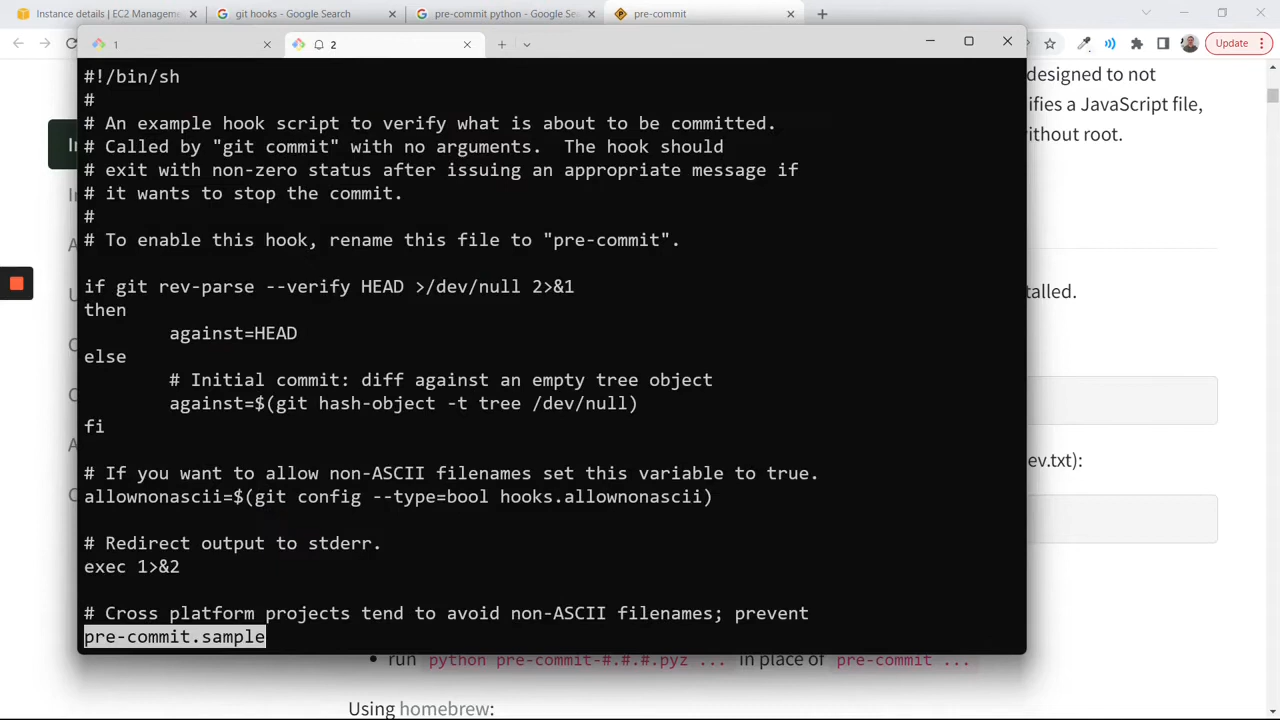 Instance details | EC2 Manageme
git hooks - Google Search
pre-commit python - Google Sea
pre-commit
Update
1
2
#!/bin/sh
#
# An example hook script to verify what is about to be committed.
# Called by "git commit" with no arguments.  The hook should
# exit with non-zero status after issuing an appropriate message if
# it wants to stop the commit.
#
# To enable this hook, rename this file to "pre-commit".
if git rev-parse --verify HEAD >/dev/null 2>&1
then
against=HEAD
else
# Initial commit: diff against an empty tree object
against=$(git hash-object -t tree /dev/null)
fi
# If you want to allow non-ASCII filenames set this variable to true.
allownonascii=$(git config --type=bool hooks.allownonascii)
# Redirect output to stderr.
exec 1>&2
# Cross platform projects tend to avoid non-ASCII filenames; prevent
pre-commit.sample
designed to not
ifies a JavaScript file,
ithout root.
talled.
ev.txt):
run python pre-commit-#.#.#.pyz ... in place of pre-commit ...
Using homebrew: